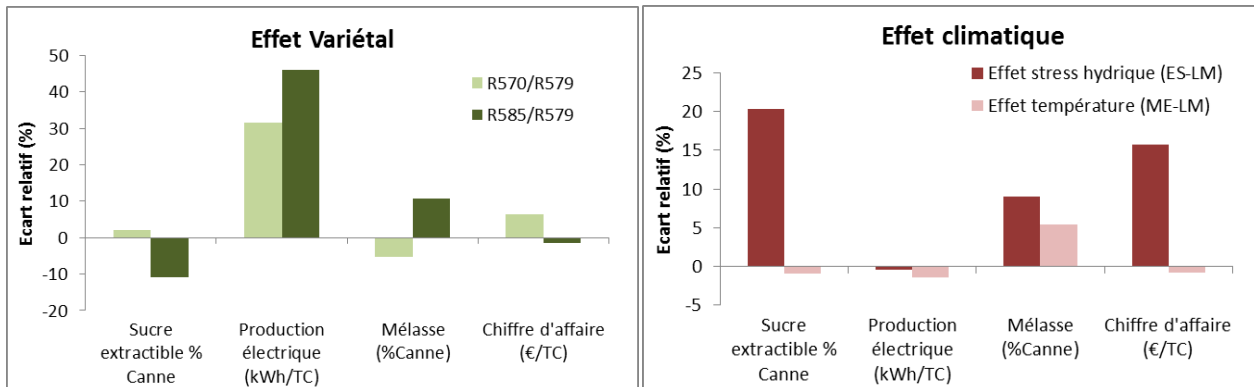 Effet Variétal
50
40
30
20
10
0
-10
-20
Ecart relatif (%)
R570/R579
R585/R579
Sucre
extractible %
Canne
Production
électrique
(kWh/TC)
Mélasse
(%Canne)
Chiffre d'affaire
(€/TC)
Effet climatique
25
20
15
10
5
0
-5
Ecart relatif (%)
Effet stress hydrique (ES-LM)
Effet température (ME-LM)
Sucre
extractible %
Canne
Production
électrique
(kWh/TC)
Mélasse
(%Canne)
Chiffre d'affaire
(€/TC)